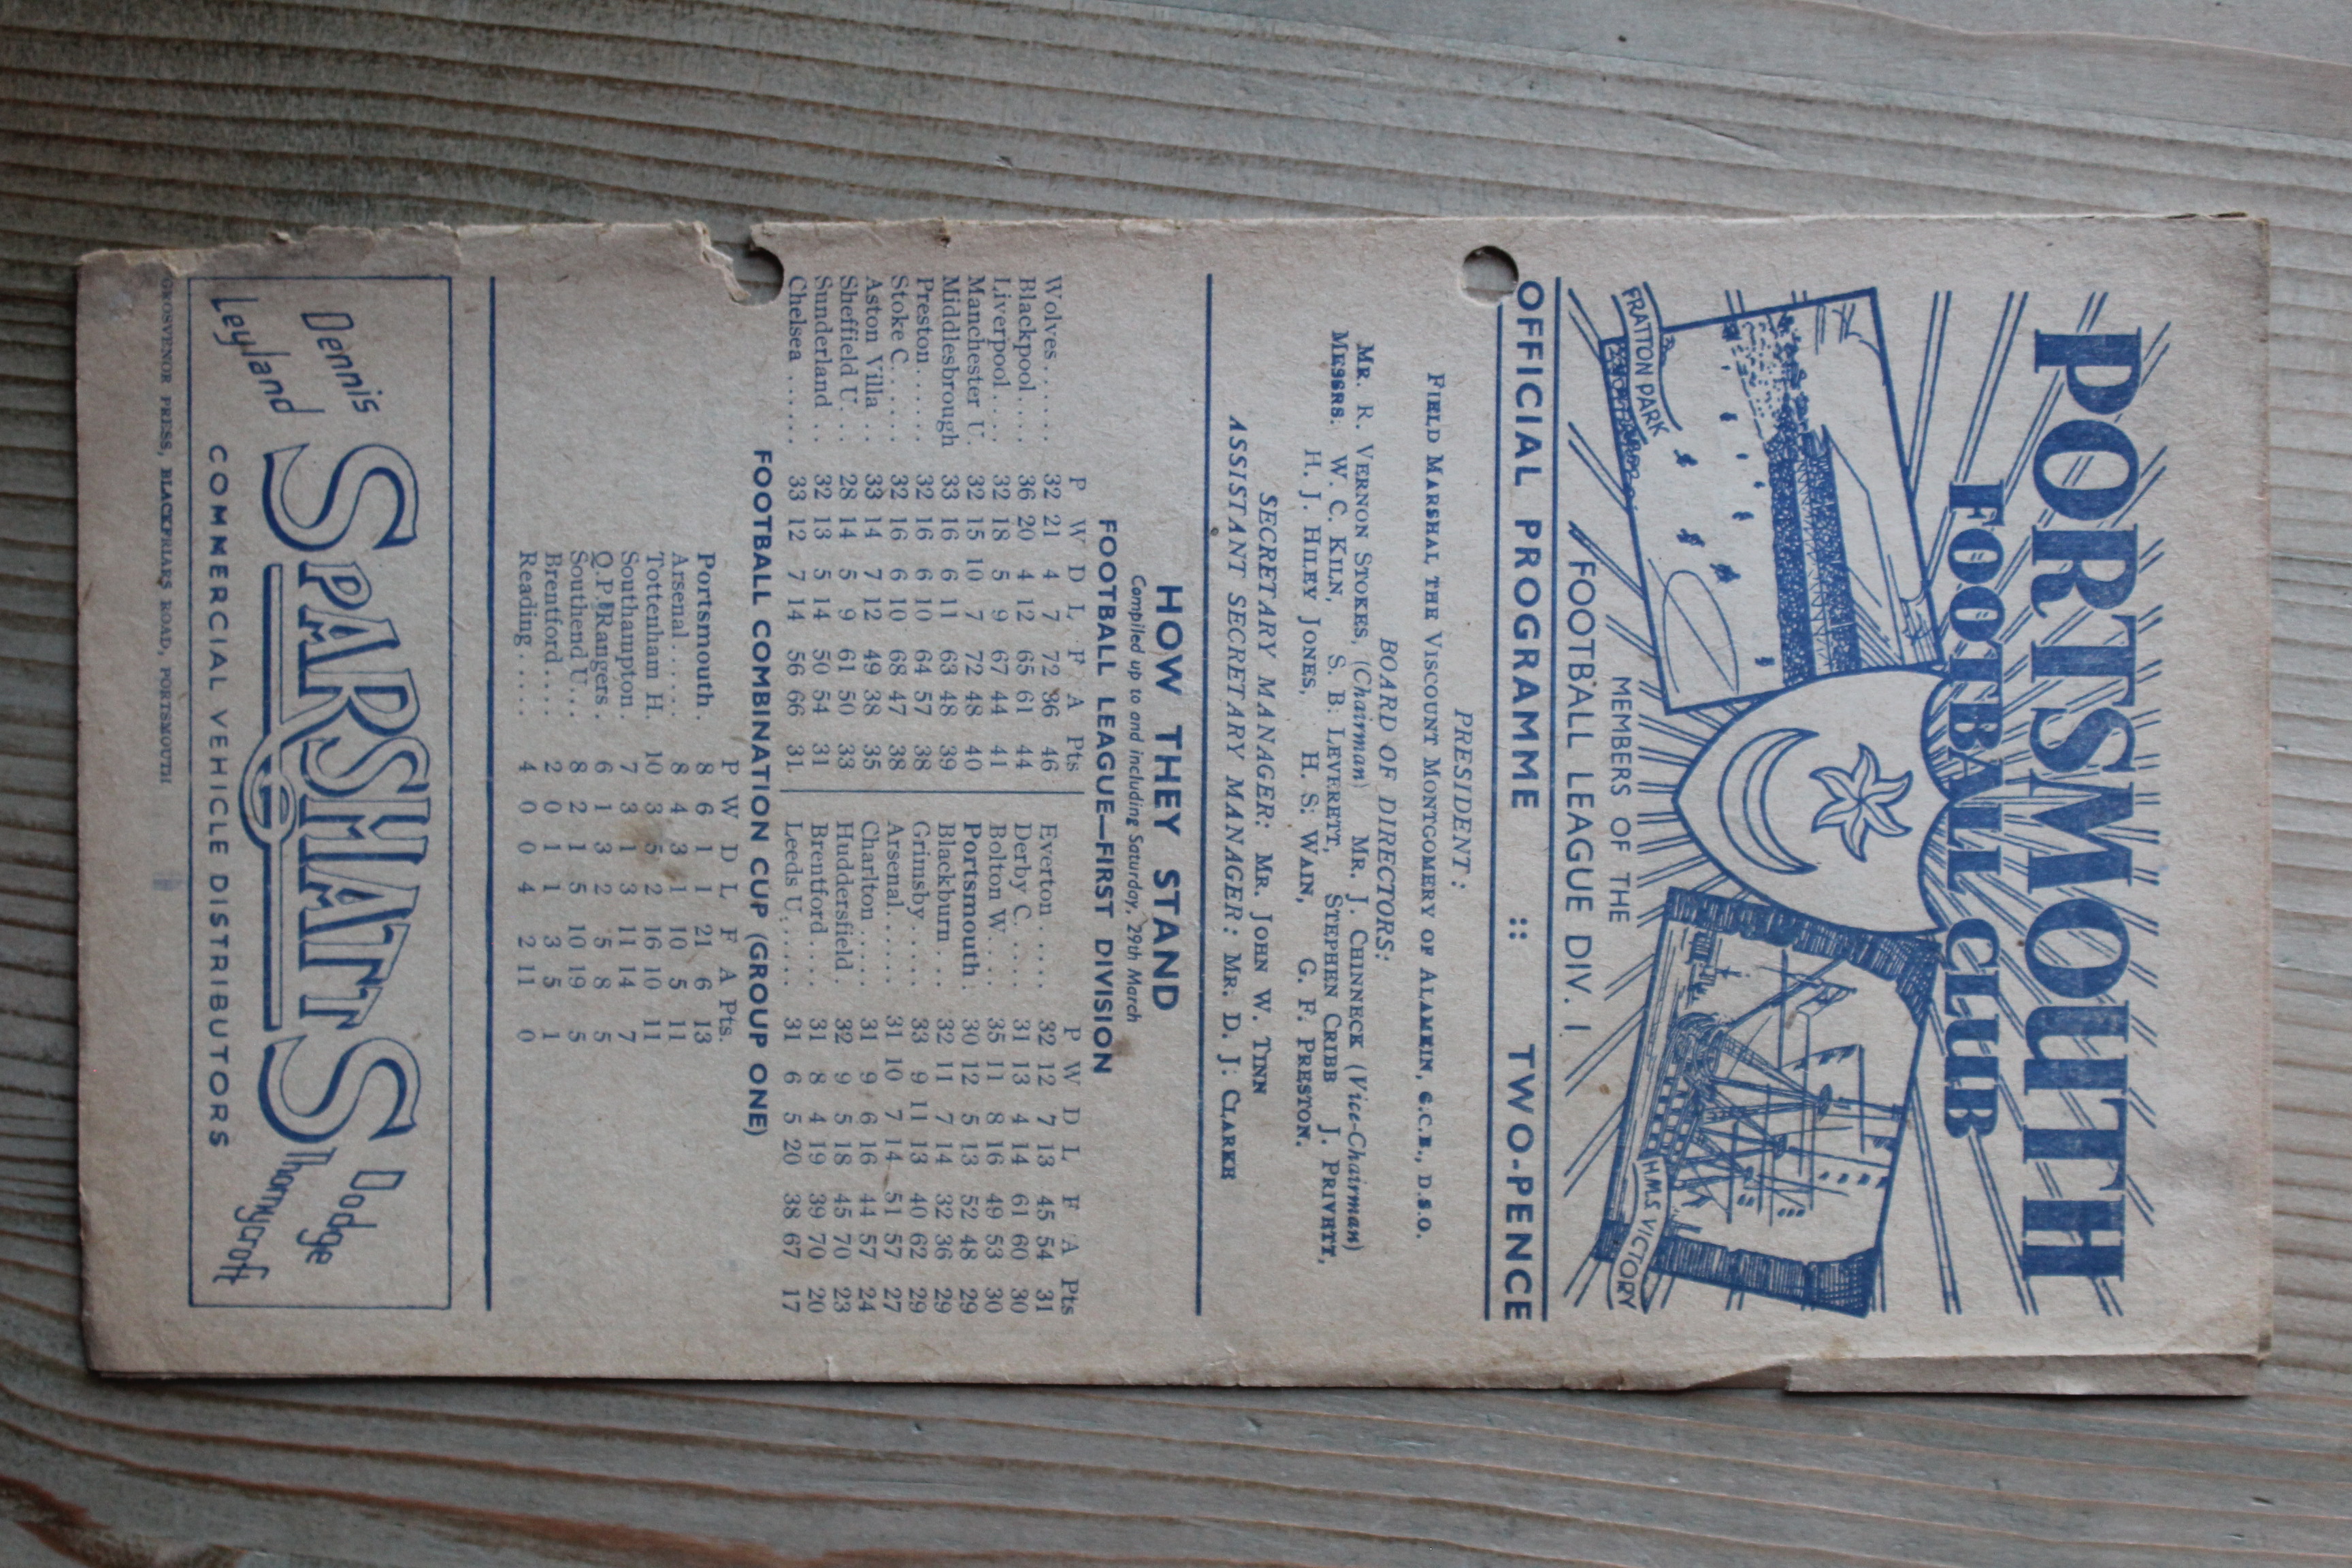 PORTSMOUTH
FOOTBALL CLUB
FRATTON PARK
H.M.S. VICTORY
MEMBERS OF THE
FOOTBALL LEAGUE DIV. 1.
OFFICIAL PROGRAMME :: TWO-PENCE
PRESIDENT:
FIELD MARSHAL THE VISCOUNT MONTGOMERY OF ALAMEIN, G.C.B., D.S.O.
BOARD OF DIRECTORS:
MR. R. VERNON STOKES, (Chairman) MR. J. CHINNECK (Vice-Chairman)
MESSRS. W. C. KILN, S. B. LEVERETT, STEPHEN CRIBB J. PRIVETT,
H. J. HILEY JONES, H. S. WAIN, G. F. PRESTON.
SECRETARY MANAGER: MR. JOHN W. TINN
ASSISTANT SECRETARY MANAGER: MR. D. J. CLARKE
HOW THEY STAND
Compiled up to and including Saturday, 29th March
FOOTBALL LEAGUE—FIRST DIVISION
P W D L F A Pts
Wolves...... 32 21 4 7 72 36 46
Blackpool.... 36 20 4 12 65 61 44
Liverpool.... 32 18 5 9 67 44 41
Manchester U. 32 15 10 7 72 48 40
Middlesbrough 33 16 6 11 63 48 39
Preston...... 32 16 6 10 64 57 38
Stoke C...... 32 16 6 10 68 47 38
Aston Villa .. 33 14 7 12 49 38 35
Sheffield U. .. 28 14 5 9 61 50 33
Sunderland .. 32 13 5 14 50 54 31
Chelsea ...... 33 12 7 14 56 66 31
P W D L F A Pts
Everton .... 32 12 7 13 45 54 31
Derby C. .... 31 13 4 14 61 60 30
Bolton W. ... 35 11 8 16 49 53 30
Portsmouth . 30 12 5 13 52 48 29
Blackburn .. 32 11 7 14 32 36 29
Grimsby ..... 33 9 11 13 40 62 29
Arsenal...... 31 10 7 14 51 57 27
Charlton ..... 31 9 6 16 44 57 24
Huddersfield . 32 9 5 18 45 70 23
Brentford.... 31 8 4 19 39 70 20
Leeds U...... 31 6 5 20 38 67 17
FOOTBALL COMBINATION CUP (GROUP ONE)
P W D L F A Pts.
Portsmouth . 8 6 1 1 21 6 13
Arsenal ...... 8 4 3 1 10 5 11
Tottenham H. 10 3 5 2 16 10 11
Southampton . 7 3 1 3 11 14 7
Q.P. Rangers . 6 1 3 2 5 8 5
Southend U... 8 2 1 5 10 19 5
Brentford.... 2 0 1 1 3 5 1
Reading ..... 4 0 0 4 2 11 0
Dennis Dodge
Leyland SPARSHATTS Thornycroft
COMMERCIAL VEHICLE DISTRIBUTORS
GROSVENOR PRESS, BLACKFRIARS ROAD, PORTSMOUTH